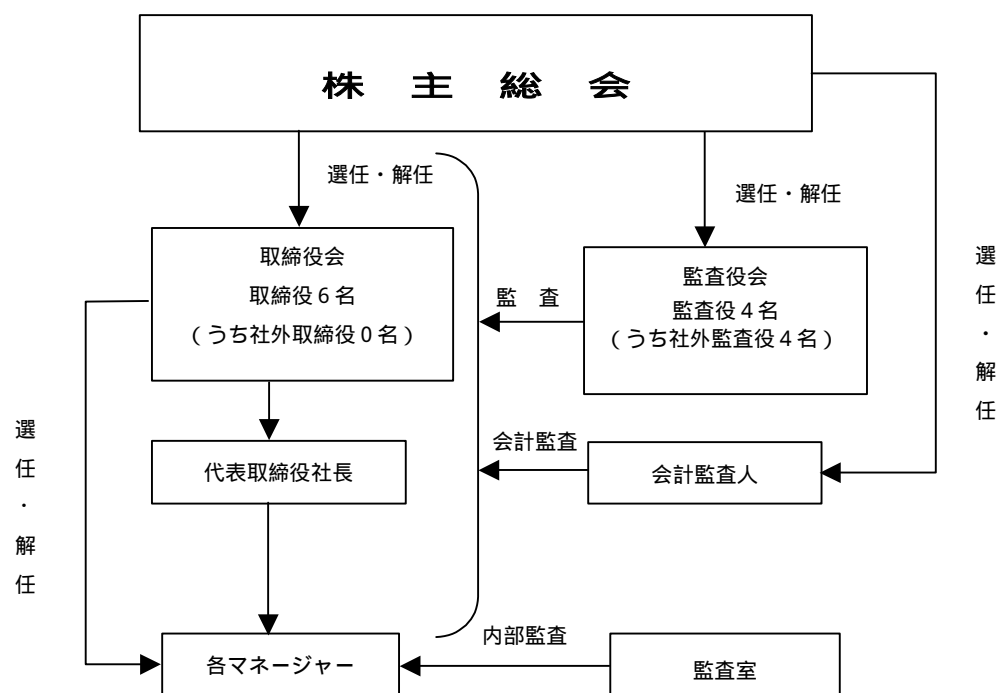 株 主 総 会
選任・解任
選任・解任
取締役会
取締役６名
（うち社外取締役０名）
監 査
監査役会
監査役４名
（うち社外監査役４名）
選任・解任
選任・解任
代表取締役社長
会計監査
会計監査人
各マネージャー
内部監査
監査室